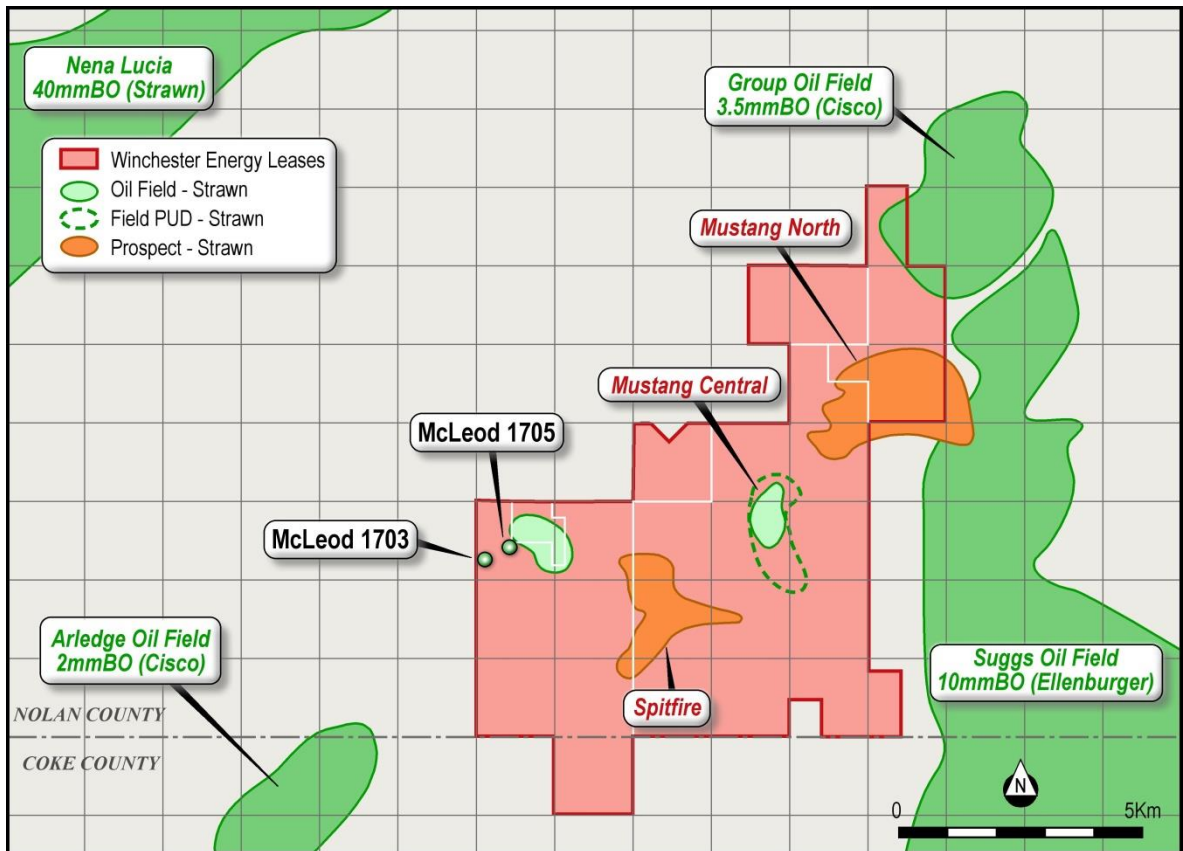 Nena Lucia
40mmBO (Strawn)
Group Oil Field
3.5mmBO (Cisco)
Winchester Energy Leases
Oil Field - Strawn
Field PUD - Strawn
Prospect - Strawn
Mustang North
Mustang Central
McLeod 1705
McLeod 1703
Arledge Oil Field
2mmBO (Cisco)
Suggs Oil Field
10mmBO (Ellenburger)
Spitfire
NOLAN COUNTY
COKE COUNTY
N
0
5Km